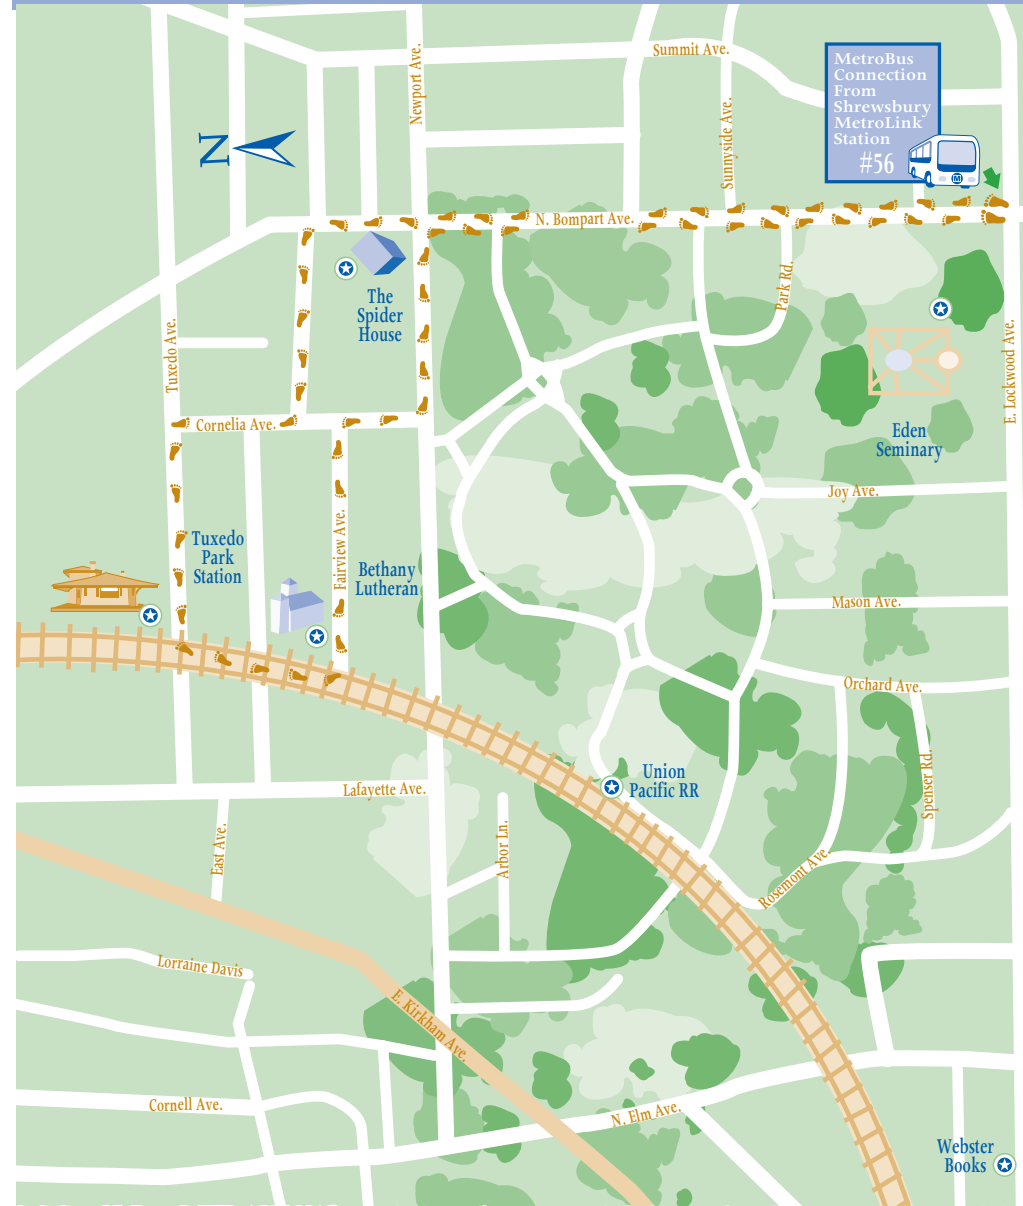 Summit Ave.
Newport Ave.
Sunnyside Ave.
MetroBus
Connection
From
Shrewsbury
MetroLink
Station
#56
M
N
N. Bompart Ave.
The
Spider
House
Park Rd.
Tuxedo Ave.
E. Lockwood Ave.
Cornelia Ave.
Eden
Seminary
Joy Ave.
Tuxedo
Park
Station
Fairview Ave.
Bethany
Lutheran
Mason Ave.
Orchard Ave.
Union
Pacific RR
Spenser Rd.
Lafayette Ave.
East Ave.
Arbor Ln.
Rosemont Ave.
Lorraine Davis
E. Kirkham Ave.
Cornell Ave.
N. Elm Ave.
Webster
Books